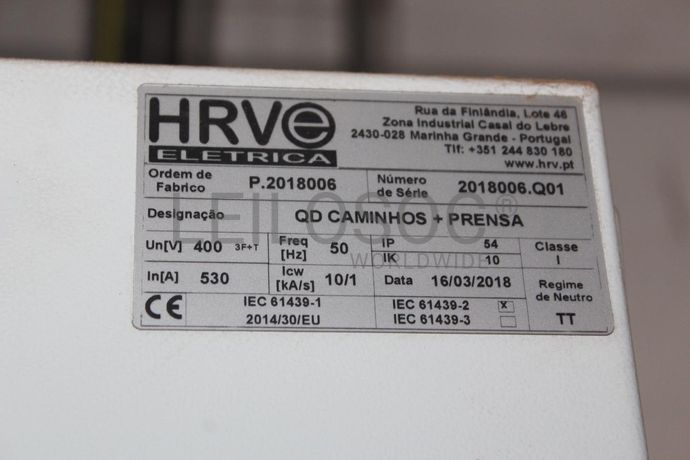 HRVe
ELETRICA
Rua da Finlândia, Lote 46
Zona Industrial Casal do Lebre
2430-028 Marinha Grande - Portugal
Tlf: +351 244 830 180
www.hrv.pt
Ordem de Fabrico P.2018006 Número de Série 2018006.Q01
Designação QD CAMINHOS + PRENSA
LEILOSOC®
WORLDWIDE
Un[V] 400 3F+T Freq [Hz] 50 IP 54 Classe
IK 10 I
In[A] 530 Icw [kA/s] 10/1 Data 16/03/2018 Regime de Neutro
CE IEC 61439-1 IEC 61439-2 x
2014/30/EU IEC 61439-3 TT